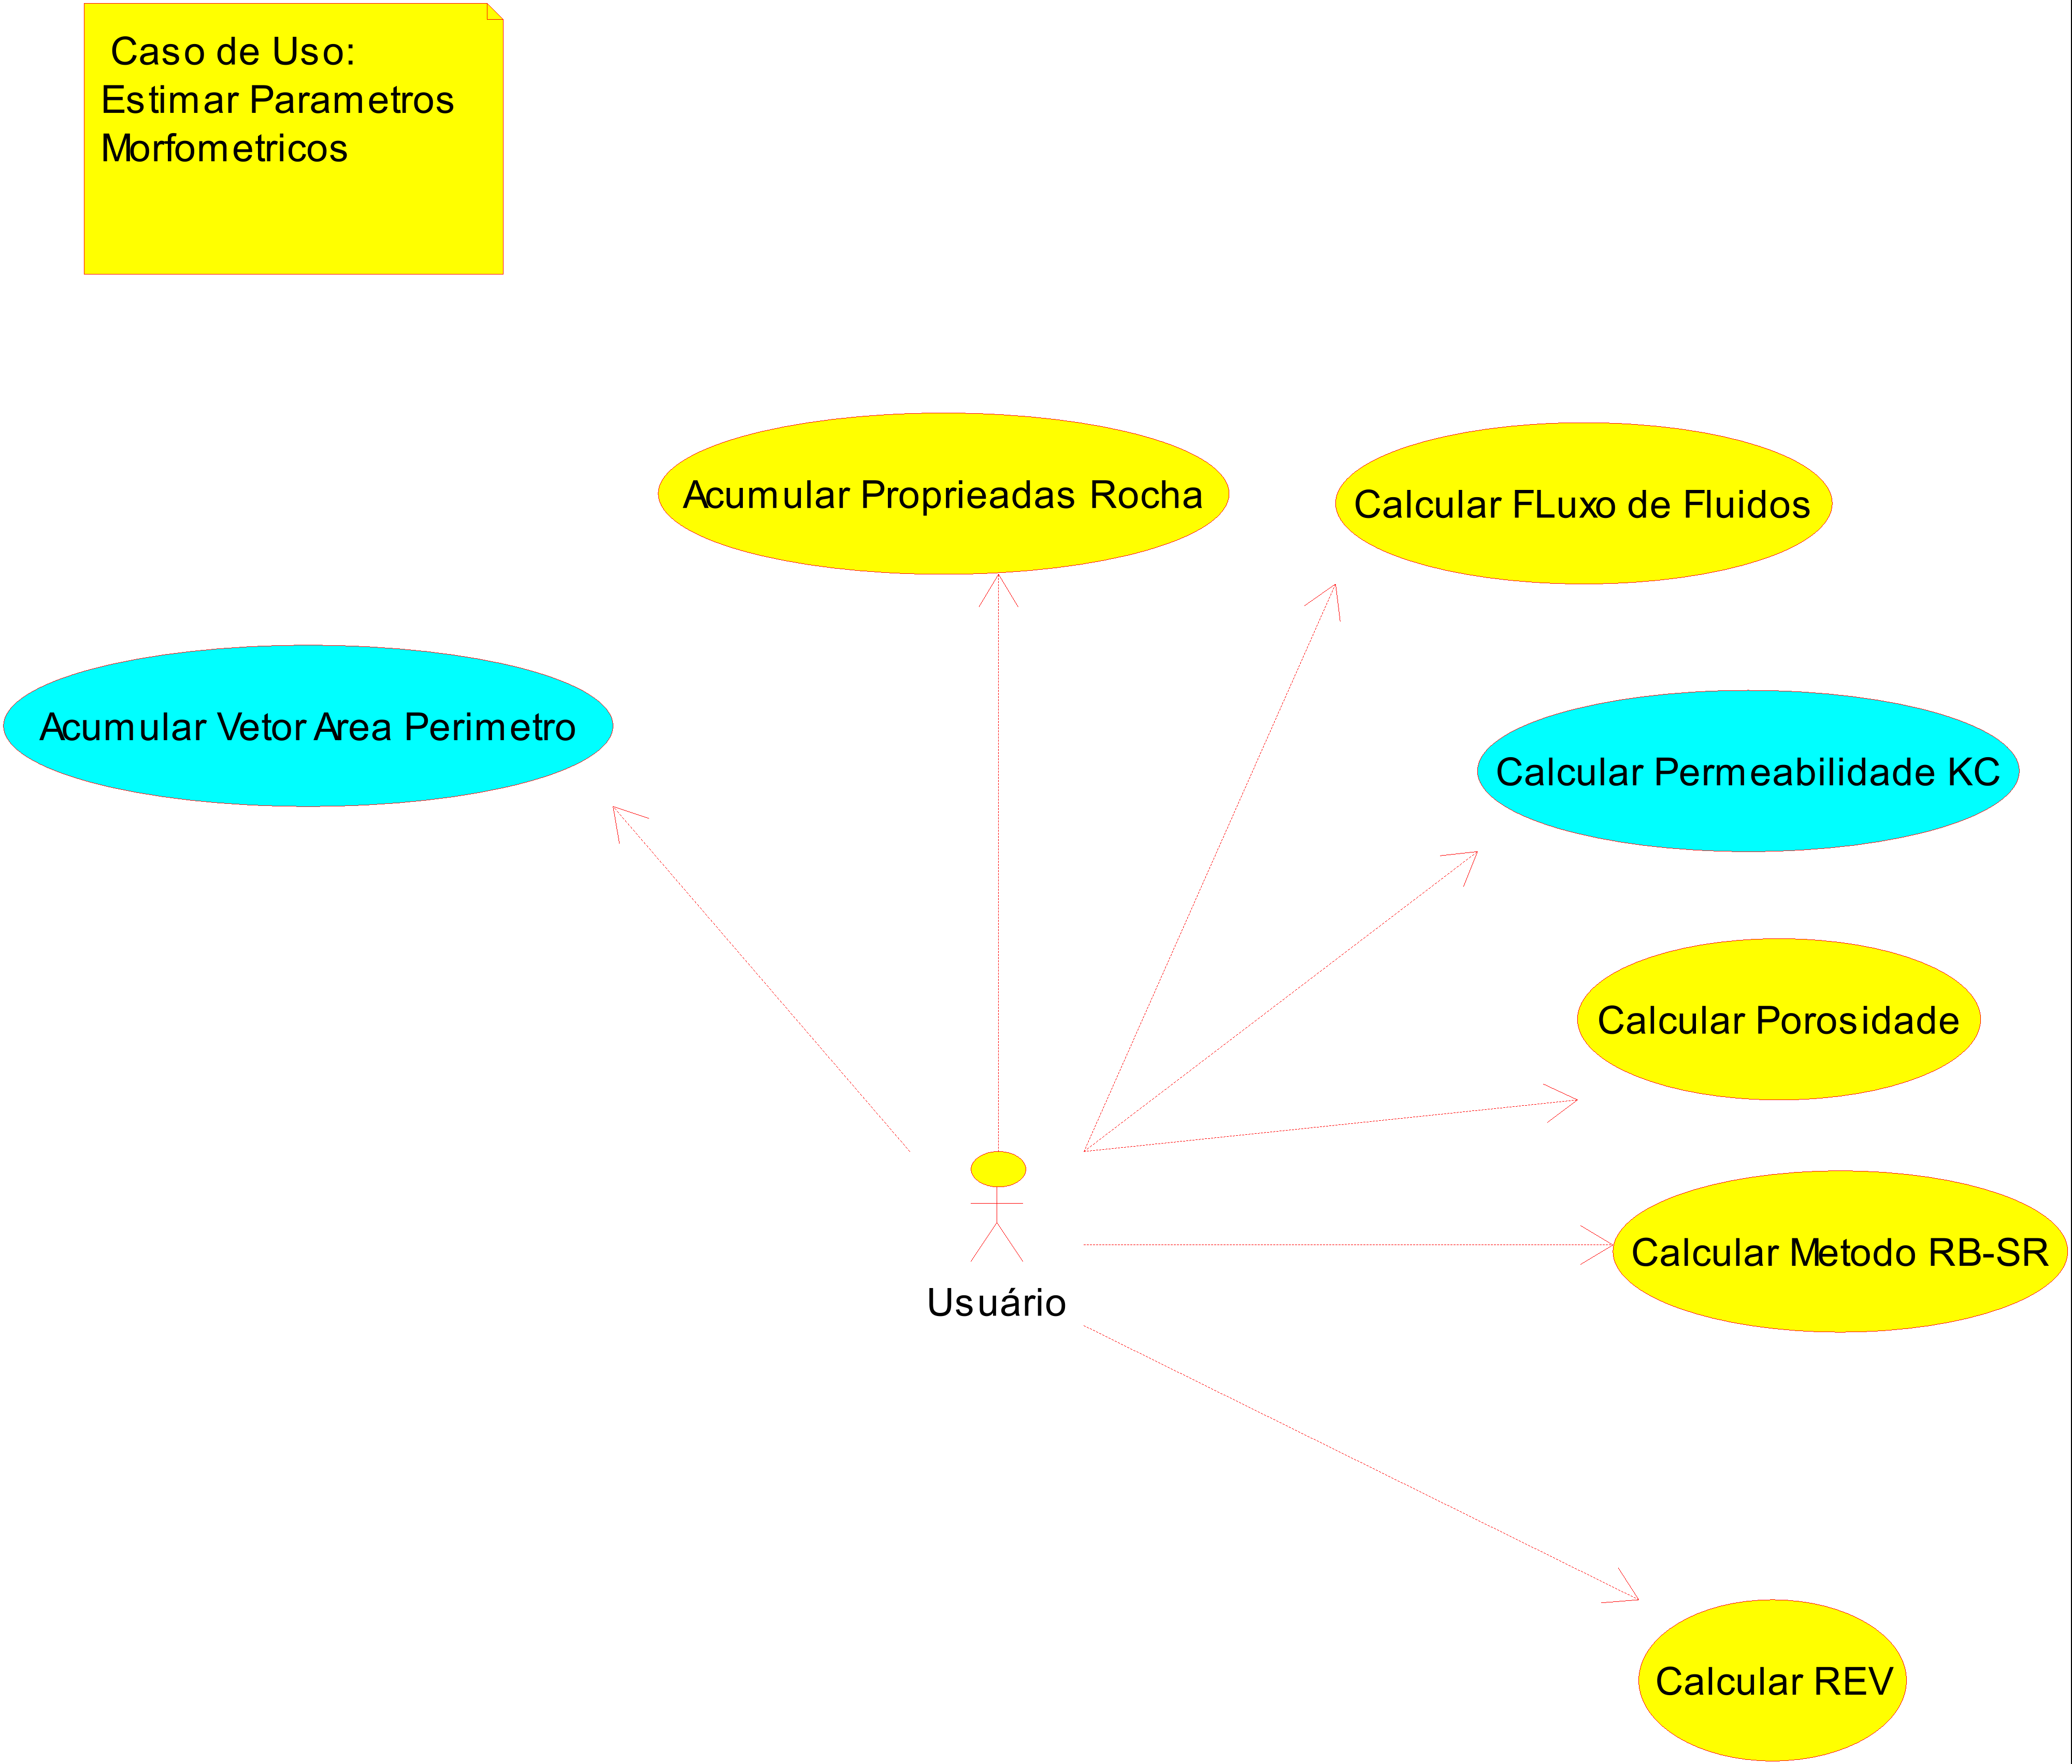 Caso de Uso:
Estimar Parametros
Morfometricos
Acumular Proprieadas Rocha
Calcular FLuxo de Fluidos
Acumular Vetor Area Perimetro
Calcular Permeabilidade KC
Calcular Porosidade
Calcular Metodo RB-SR
Usuário
Calcular REV